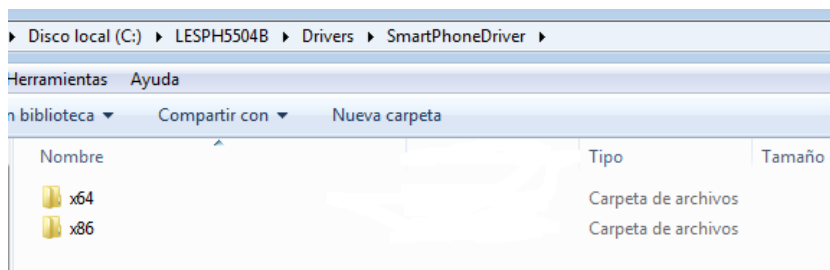 Disco local (C:) LESPH5504B Drivers SmartPhoneDriver
Herramientas Ayuda
n biblioteca Compartir con Nueva carpeta
Nombre Tipo Tamaño
x64 Carpeta de archivos
x86 Carpeta de archivos